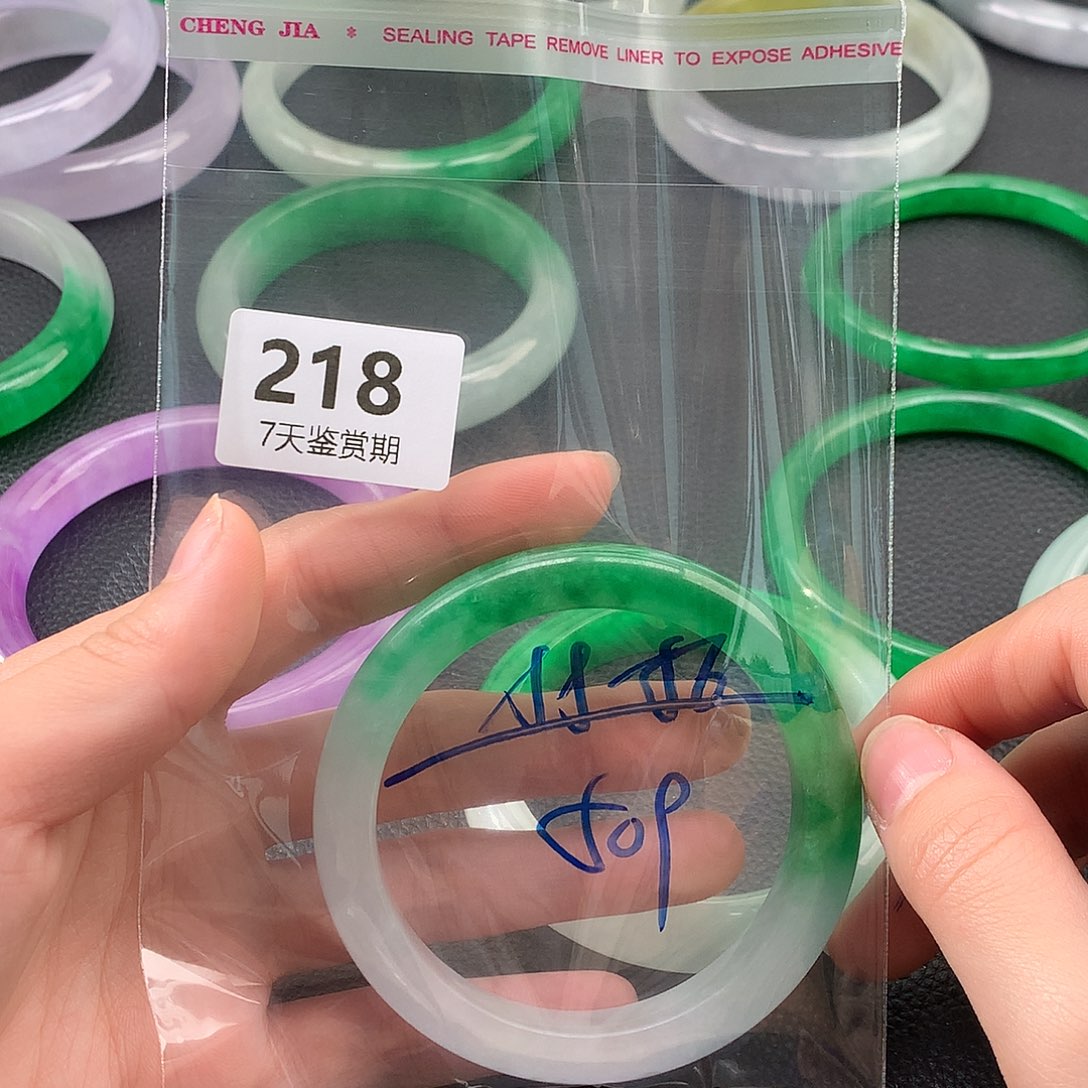 CHENG JIA * SEALING TAPE REMOVE LINER TO EXPOSE ADHESIVE
218
7天鉴赏期
top